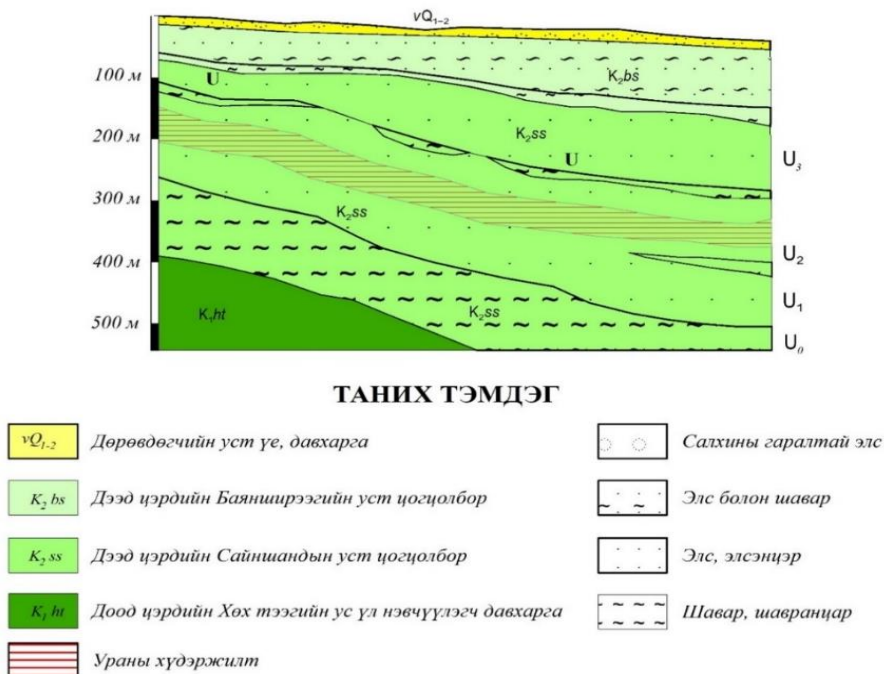 vQ₁₋₂
100 м
U
K₂bs
200 м
K₂ss
U
U₃
300 м
K₂ss
400 м
U₂
U₁
500 м
K₁ht
K₂ss
U₀
ТАНИХ ТЭМДЭГ
vQ₁₋₂ Дөрөвдөгчийн уст үе, давхарга
Салхины гаралтай элс
K₂ bs Дээд цэрдийн Баянширээгийн уст цогцолбор
Элс болон шавар
K₂ ss Дээд цэрдийн Сайншандын уст цогцолбор
Элс, элсэнцэр
K₁ ht Доод цэрдийн Хөх тээгийн ус үл нэвчүүлэгч давхарга
Шавар, шавранцар
Ураны хүдэржилт